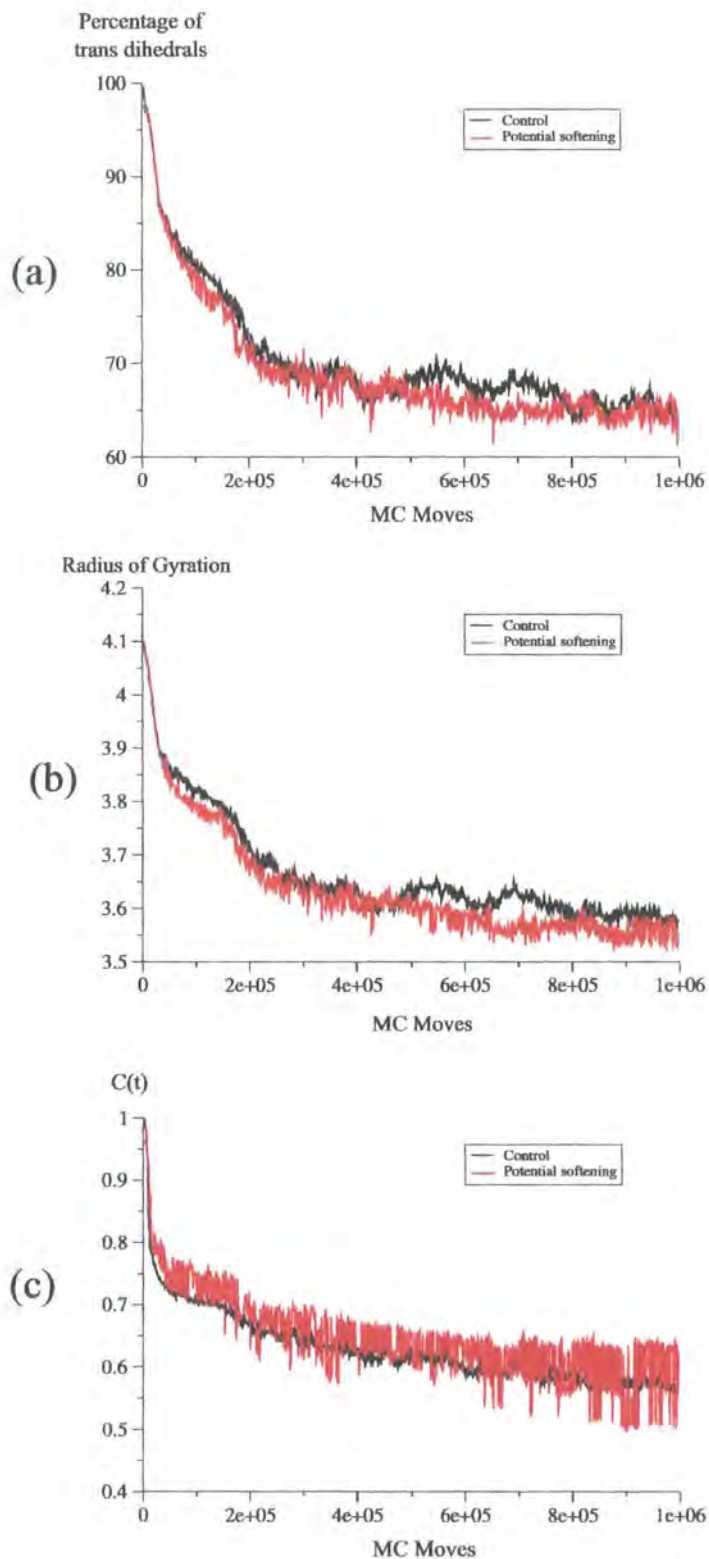 Percentage of
trans dihedrals
100
90
80
70
60
Control
Potential softening
(a)
0
2e+05
4e+05
6e+05
8e+05
1e+06
MC Moves
Radius of Gyration
4.2
4.1
4
3.9
3.8
3.7
3.6
3.5
Control
Potential softening
(b)
0
2e+05
4e+05
6e+05
8e+05
1e+06
MC Moves
C(t)
1
0.9
0.8
0.7
0.6
0.5
0.4
Control
Potential softening
(c)
0
2e+05
4e+05
6e+05
8e+05
1e+06
MC Moves